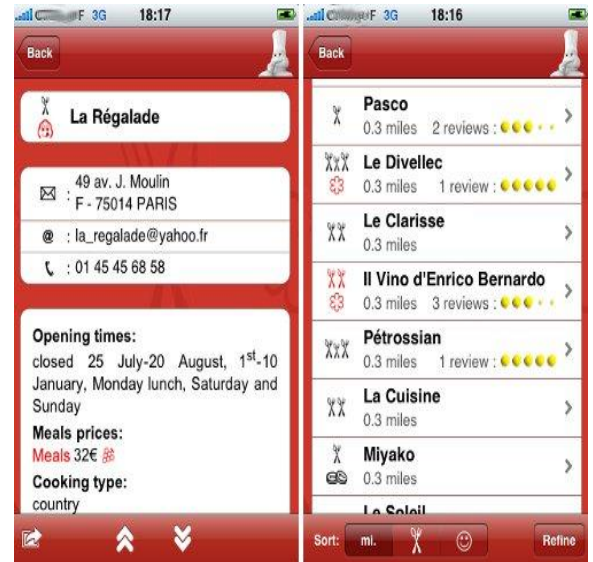 F 3G 18:17
Back
La Régalade
49 av. J. Moulin
F - 75014 PARIS
@ : la_regalade@yahoo.fr
: 01 45 45 68 58
Opening times:
closed 25 July-20 August, 1st-10
January, Monday lunch, Saturday and
Sunday
Meals prices:
Meals 32€
Cooking type:
country
F 3G 18:16
Back
Pasco
0.3 miles 2 reviews :
Le Divellec
0.3 miles 1 review :
Le Clarisse
0.3 miles
Il Vino d'Enrico Bernardo
0.3 miles 3 reviews :
Pétrossian
0.3 miles 1 review :
La Cuisine
0.3 miles
Miyako
0.3 miles
Le Soleil
Sort: mi. Refine